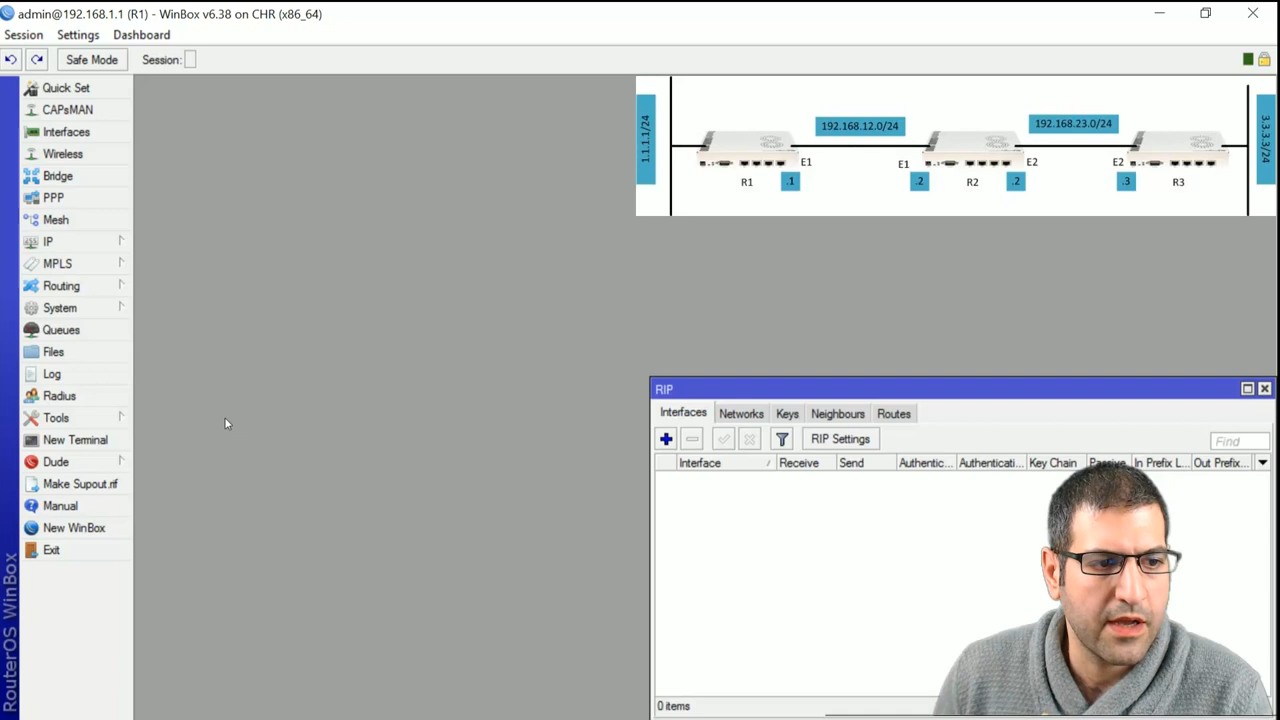 admin@192.168.1.1 (R1) - WinBox v6.38 on CHR (x86_64)
Session Settings Dashboard
Safe Mode Session:
Quick Set
CAPsMAN
Interfaces
Wireless
Bridge
PPP
Mesh
IP
MPLS
Routing
System
Queues
Files
Log
Radius
Tools
New Terminal
Dude
Make Supout.rif
Manual
New WinBox
Exit
RouterOS WinBox
1.1.1.1/24
192.168.12.0/24
192.168.23.0/24
3.3.3.3/24
E1 E1 E2 E2
R1 .1 .2 R2 .2 .3 R3
RIP
Interfaces Networks Keys Neighbours Routes
RIP Settings Find
Interface Receive Send Authentic... Authenticati... Key Chain Passive In Prefix L... Out Prefix...
0 items